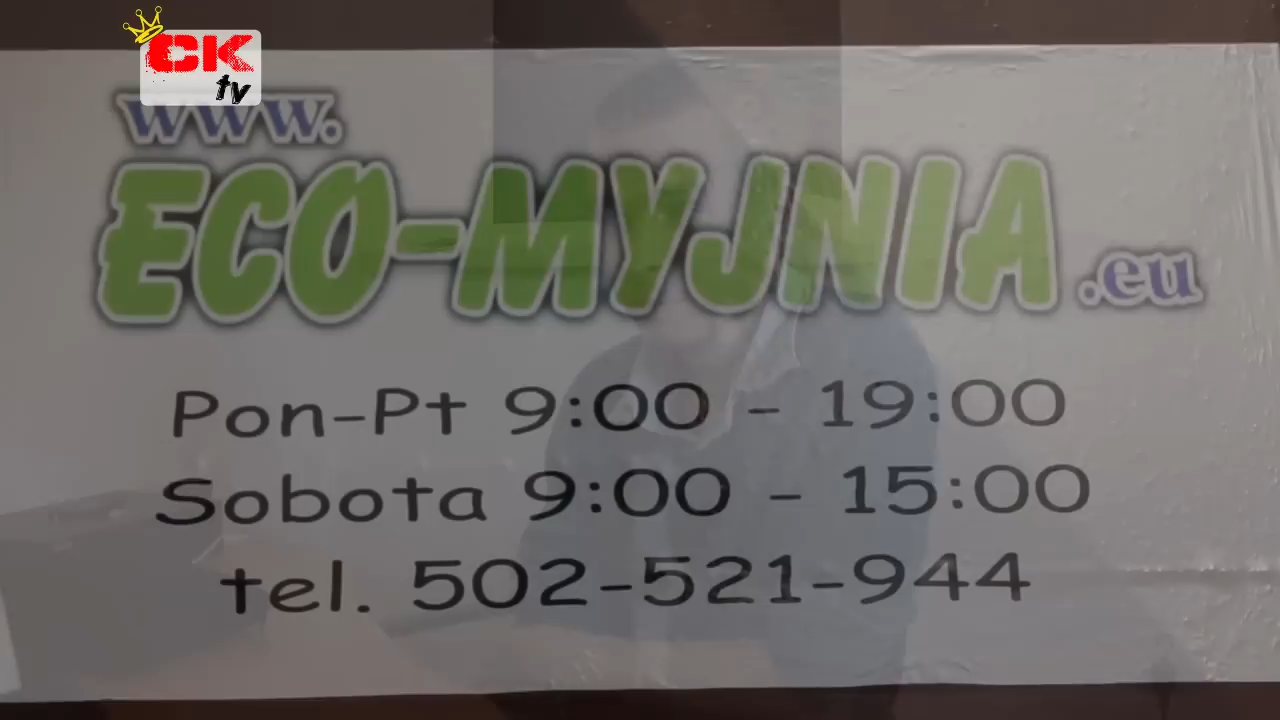 CK
tv
www.
ECO-MYJNIA.eu
Pon-Pt 9:00 - 19:00
Sobota 9:00 - 15:00
tel. 502-521-944